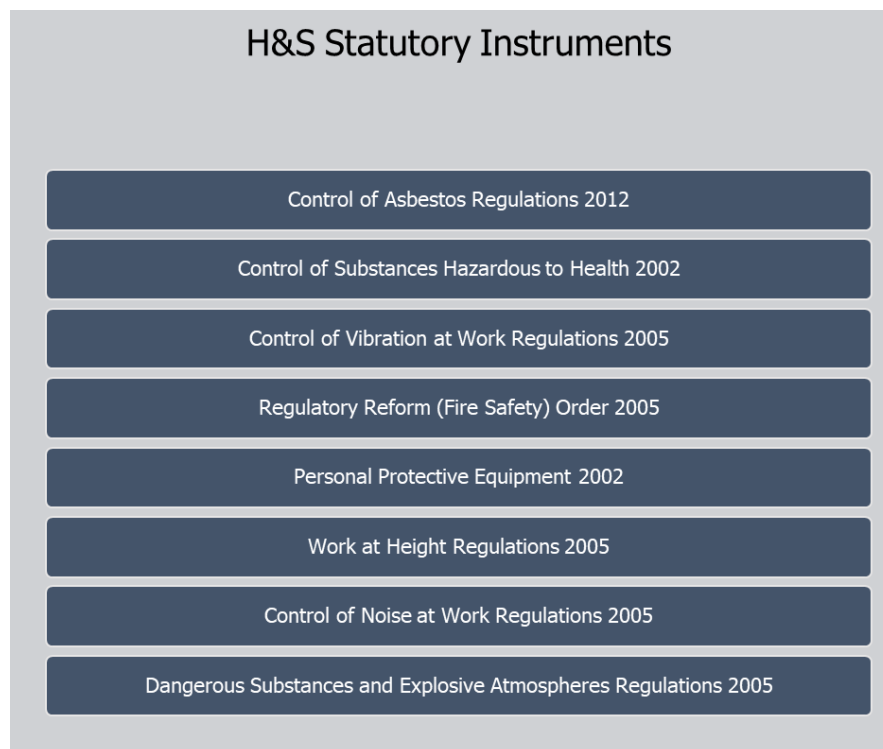 H&S Statutory Instruments
Control of Asbestos Regulations 2012
Control of Substances Hazardous to Health 2002
Control of Vibration at Work Regulations 2005
Regulatory Reform (Fire Safety) Order 2005
Personal Protective Equipment 2002
Work at Height Regulations 2005
Control of Noise at Work Regulations 2005
Dangerous Substances and Explosive Atmospheres Regulations 2005